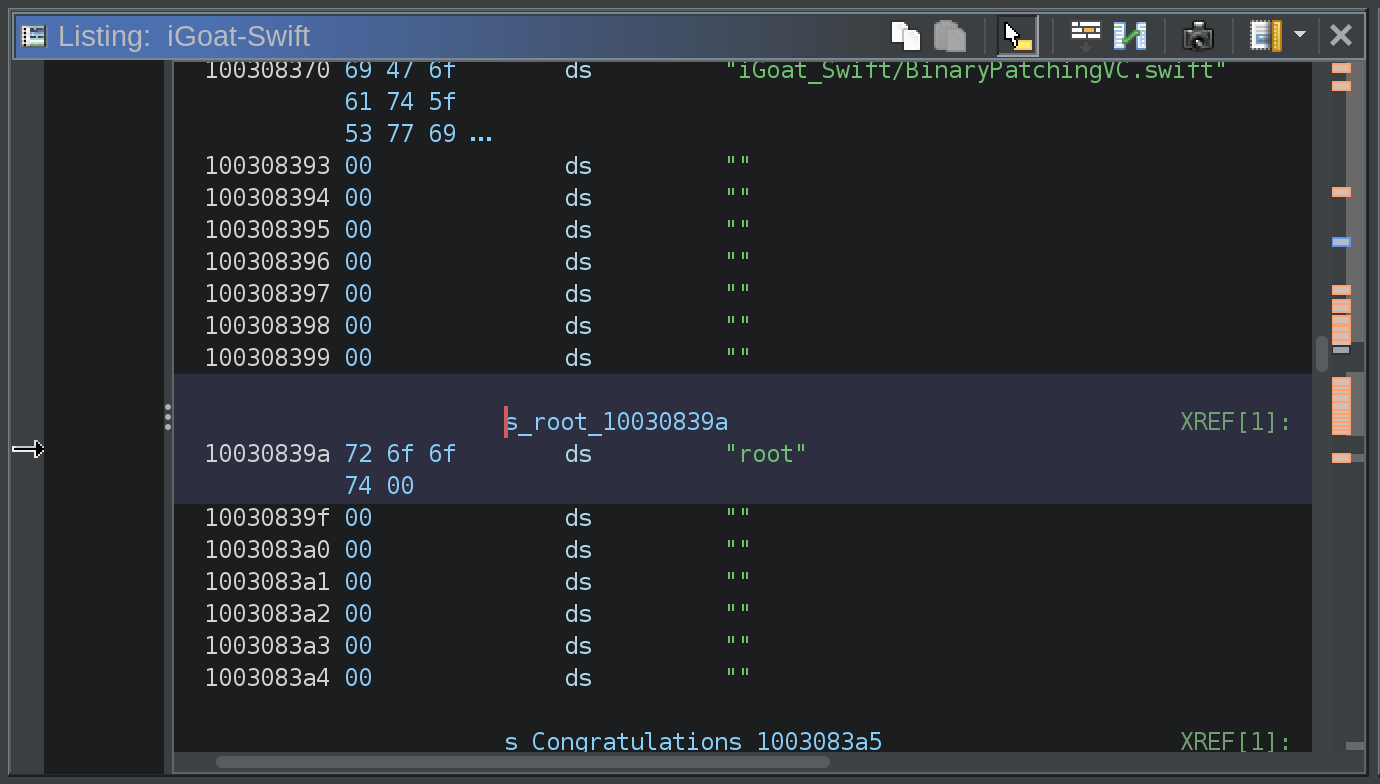 Listing: iGoat-Swift
100308370 69 47 6f ds "iGoat_Swift/BinaryPatchingVC.swift"
61 74 5f
53 77 69 ...
100308393 00 ds ""
100308394 00 ds ""
100308395 00 ds ""
100308396 00 ds ""
100308397 00 ds ""
100308398 00 ds ""
100308399 00 ds ""
s_root_10030839a XREF[1]:
10030839a 72 6f 6f ds "root"
74 00
10030839f 00 ds ""
1003083a0 00 ds ""
1003083a1 00 ds ""
1003083a2 00 ds ""
1003083a3 00 ds ""
1003083a4 00 ds ""
s_Congratulations_1003083a5 XREF[1]: